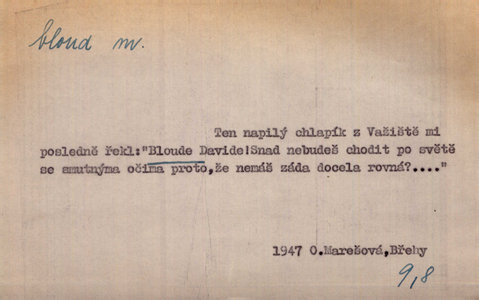 bloud m.
Ten napilý chlapík z Važiště mi
posledně řekl:"Bloude Davide!Snad nebudeš chodit po světě
se smutnýma očima proto,že nemáš záda docela rovná?...."
1947 O.Marešová,Břehy
9,8